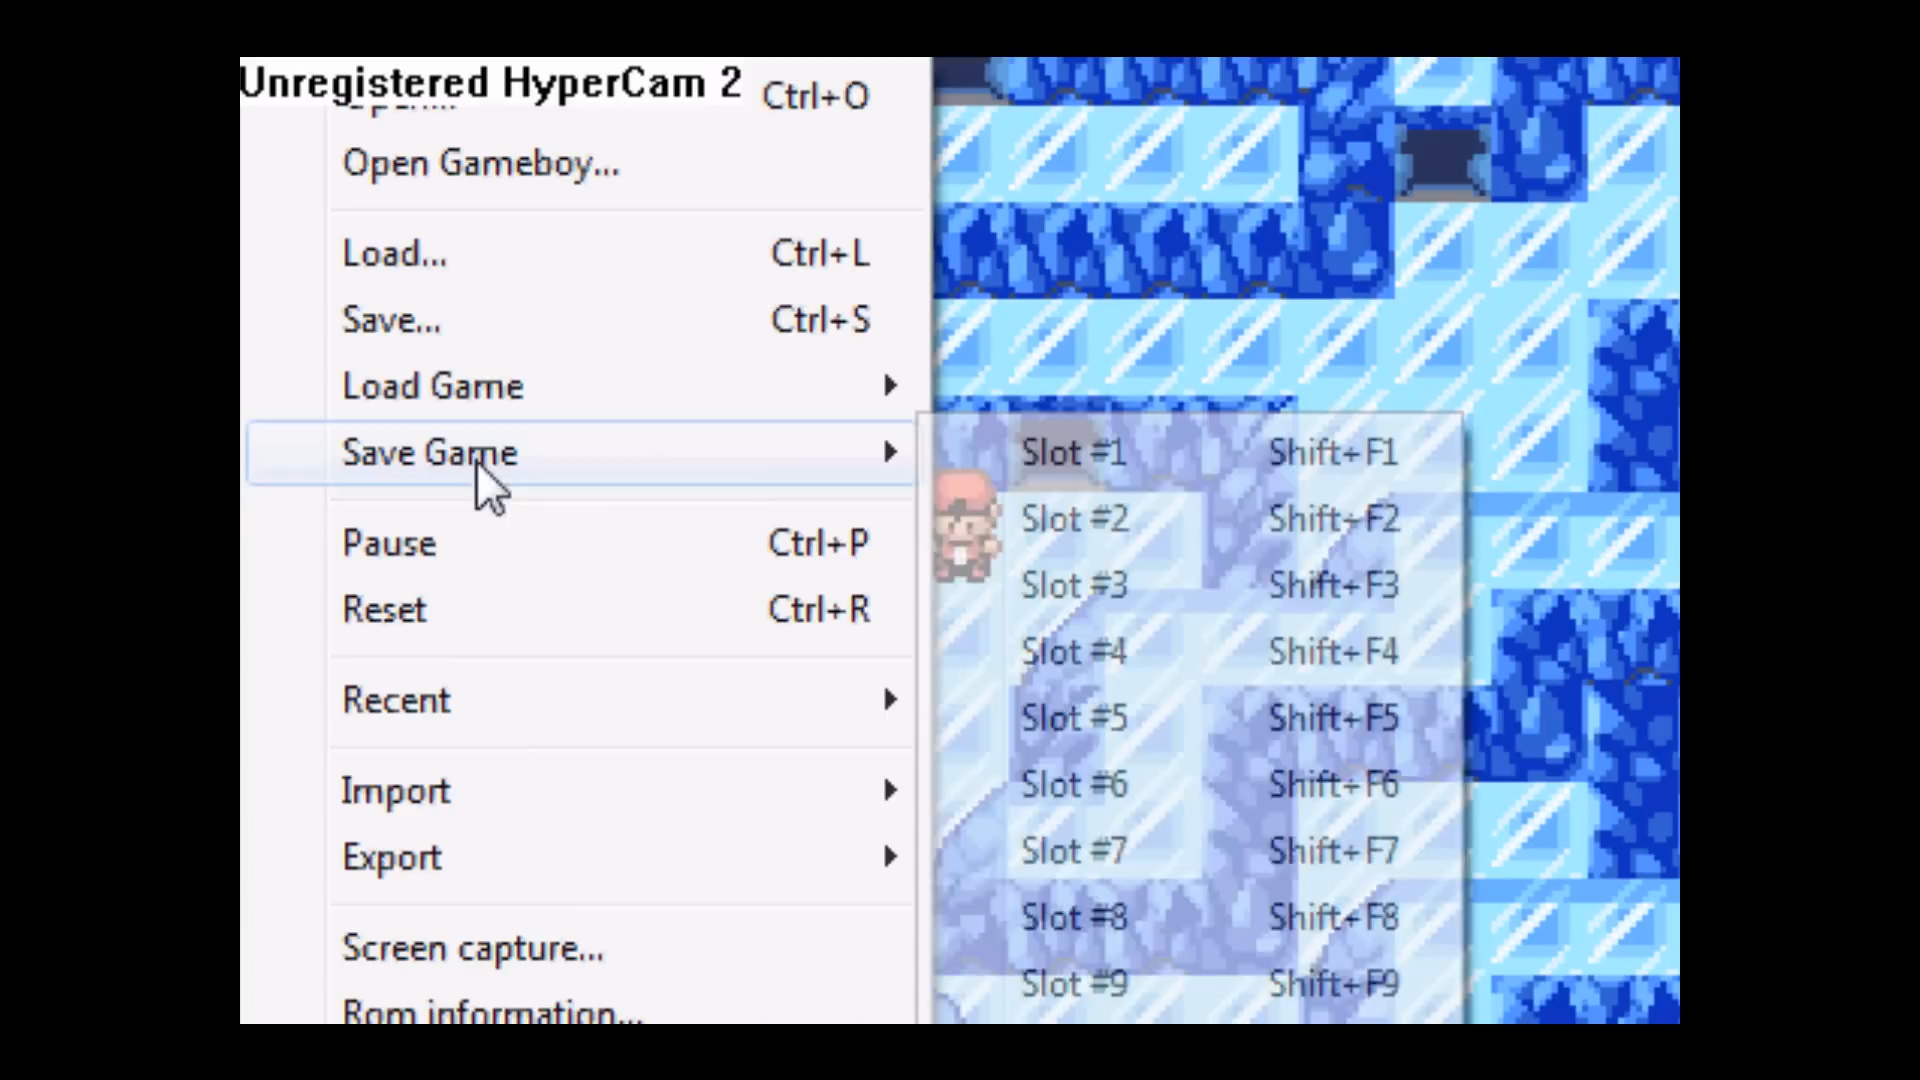 Unregistered HyperCam 2
Open... Ctrl+O
Open Gameboy...
Load... Ctrl+L
Save... Ctrl+S
Load Game
Save Game
Slot #1 Shift+F1
Slot #2 Shift+F2
Slot #3 Shift+F3
Slot #4 Shift+F4
Slot #5 Shift+F5
Slot #6 Shift+F6
Slot #7 Shift+F7
Slot #8 Shift+F8
Slot #9 Shift+F9
Pause Ctrl+P
Reset Ctrl+R
Recent
Import
Export
Screen capture...
Rom information...